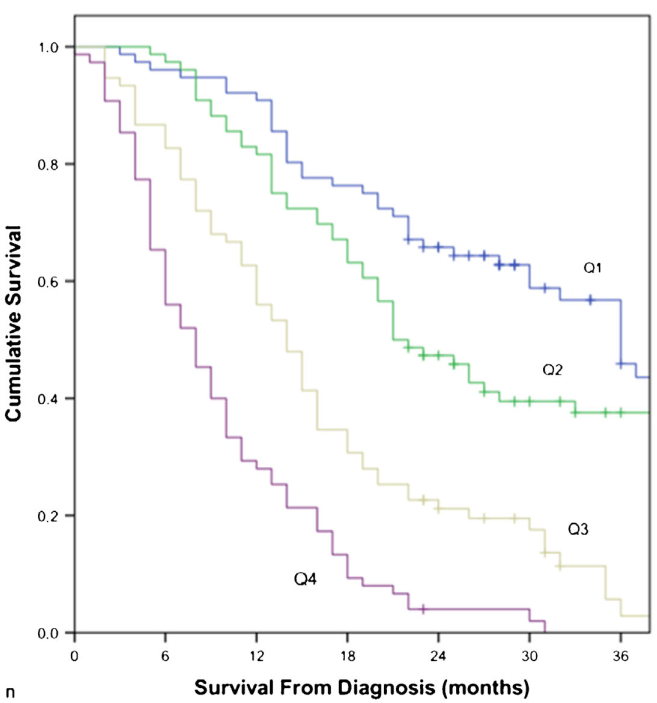 Cumulative Survival
1.0
0.8
0.6
0.4
0.2
0.0
Q1
Q2
Q3
Q4
0 6 12 18 24 30 36
Survival From Diagnosis (months)
n